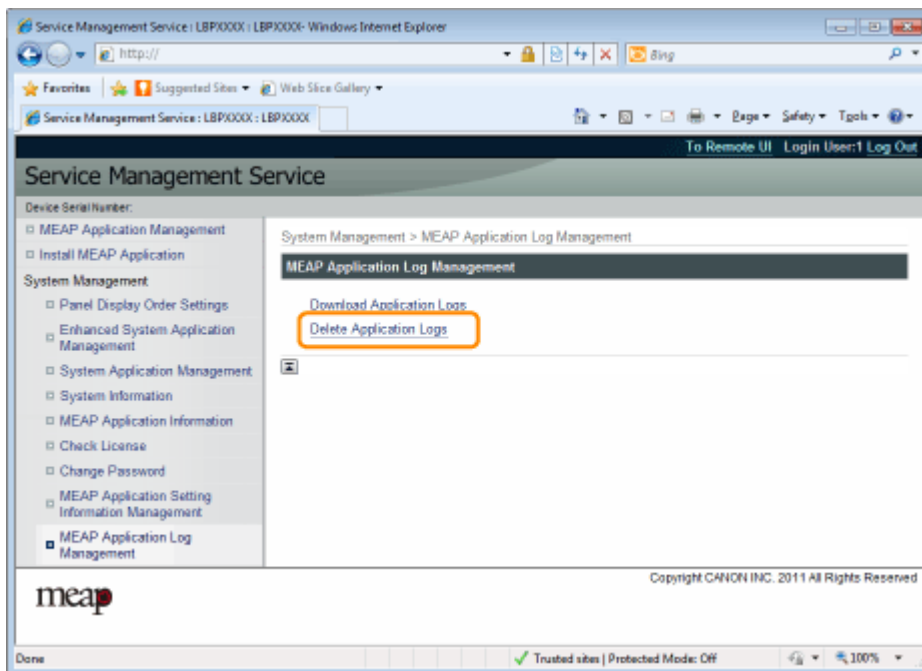 Service Management Service : LBPXXXX : LBPXXXX- Windows Internet Explorer
http://
Bing
Favorites Suggested Sites Web Slice Gallery
Service Management Service : LBPXXXX : LBPXXXX
Page Safety Tools
To Remote UI Login User:1 Log Out
Service Management Service
Device Serial Number:
MEAP Application Management
Install MEAP Application
System Management
Panel Display Order Settings
Enhanced System Application
Management
System Application Management
System Information
MEAP Application Information
Check License
Change Password
MEAP Application Setting
Information Management
MEAP Application Log
Management
System Management > MEAP Application Log Management
MEAP Application Log Management
Download Application Logs
Delete Application Logs
Copyright CANON INC. 2011 All Rights Reserved
meap
Done
Trusted sites | Protected Mode: Off
100%